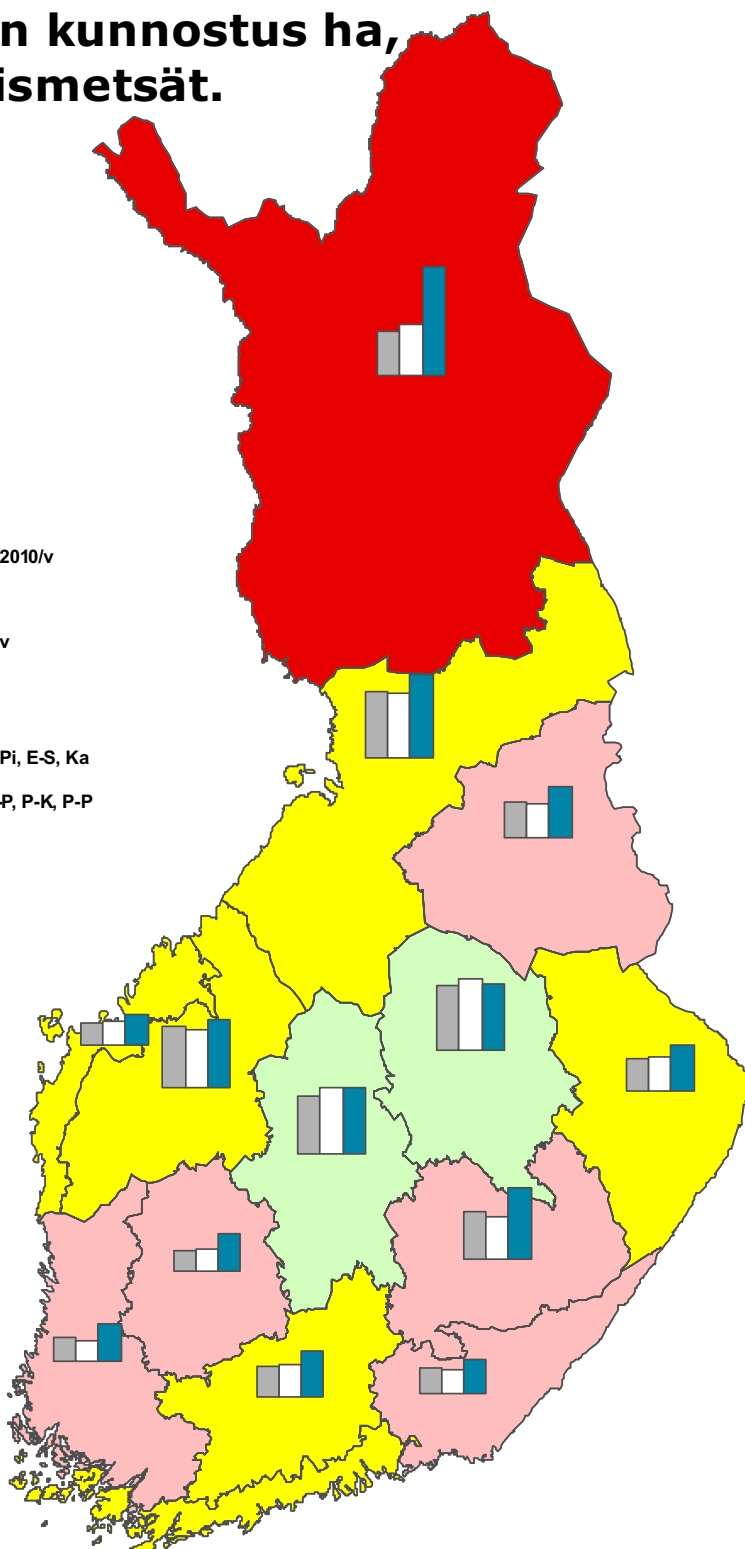 n kunnostus ha,
ismetsät.
2010/v
v
Pi, E-S, Ka
P, P-K, P-P